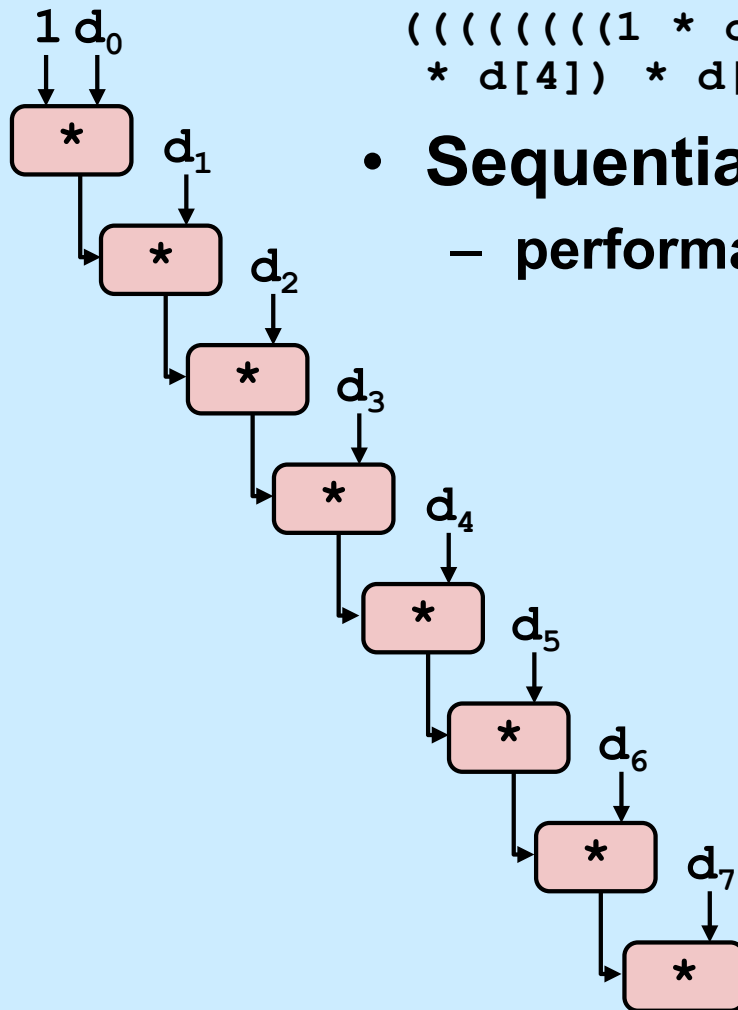 1 d₀
((((((((1 *
* d[4]) *
*
d₁
• Sequentia
– performa
*
d₂
*
d₃
*
d₄
*
d₅
*
d₆
*
d₇
*